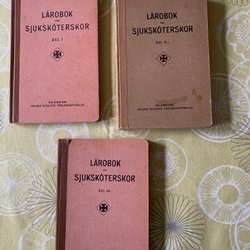 LÄROBOK
FÖR
SJUKSKÖTERSKOR
DEL I
LÄROBOK
FÖR
SJUKSKÖTERSKOR
DEL II
LÄROBOK
FÖR
SJUKSKÖTERSKOR
DEL III